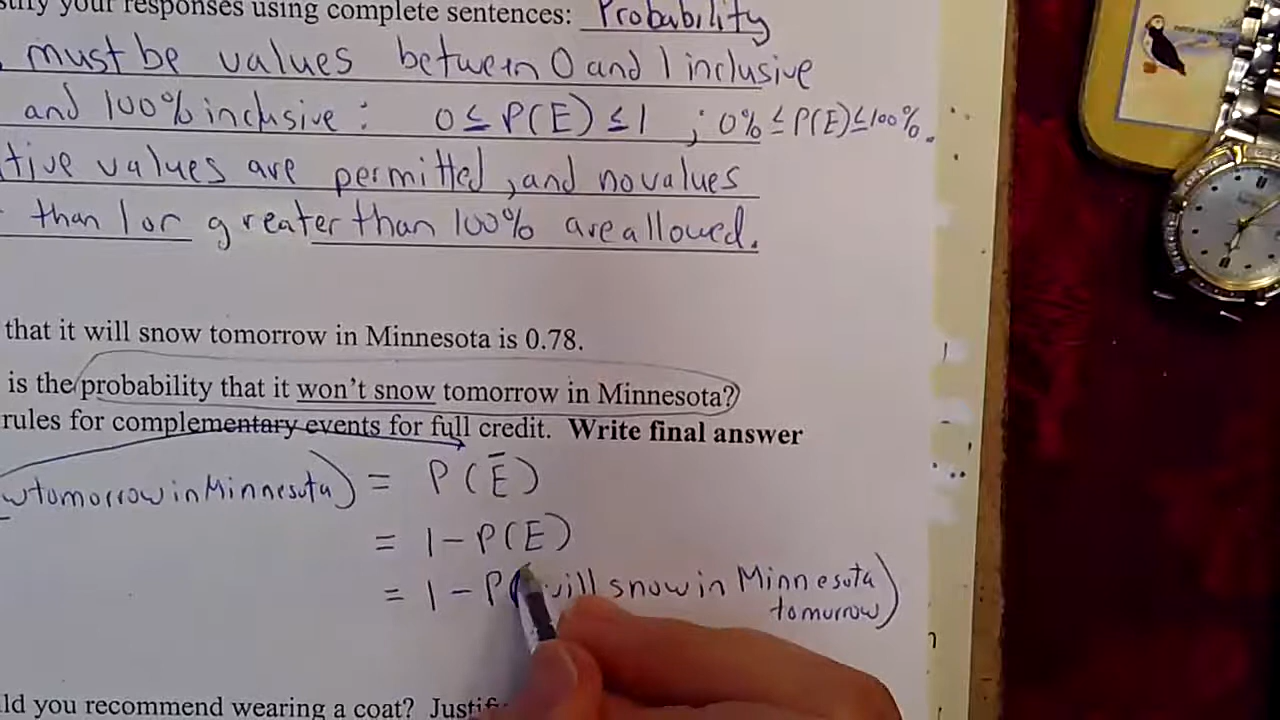 your responses using complete sentences: Probability
must be values between 0 and 1 inclusive
and 100% inclusive: 0 ≤ P(E) ≤ 1 ; 0% ≤ P(E) ≤ 100%.
tive values are permitted, and no values
than 1 or greater than 100% are allowed.
that it will snow tomorrow in Minnesota is 0.78.
is the probability that it won't snow tomorrow in Minnesota?
rules for complementary events for full credit. Write final answer
w tomorrow in Minnesota) = P(Ē)
= 1 - P(E)
= 1 - P(will snow in Minnesota
tomorrow)
ld you recommend wearing a coat?